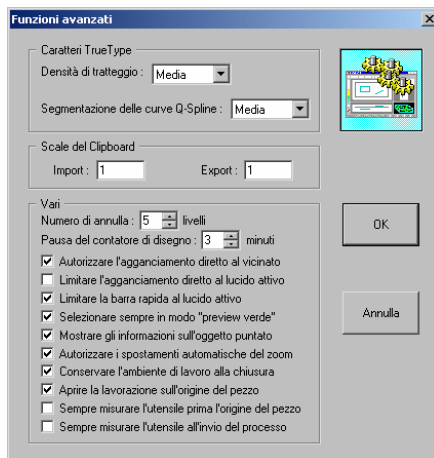 Funzioni avanzati
Caratteri TrueType
Densità di tratteggio : Media
Segmentazione delle curve Q-Spline : Media
Scale del Clipboard
Import : 1 Export : 1
Vari
Numero di annulla : 5 livelli
Pausa del contatore di disegno : 3 minuti
Autorizzare l'agganciamento diretto al vicinato
Limitare l'agganciamento diretto al lucido attivo
Limitare la barra rapida al lucido attivo
Selezionare sempre in modo "preview verde"
Mostrare gli informazioni sull'oggetto puntato
Autorizzare i spostamenti automatische del zoom
Conservare l'ambiente di lavoro alla chiusura
Aprire la lavorazione sull'origine del pezzo
Sempre misurare l'utensile prima l'origine del pezzo
Sempre misurare l'utensile all'invio del processo
OK
Annulla